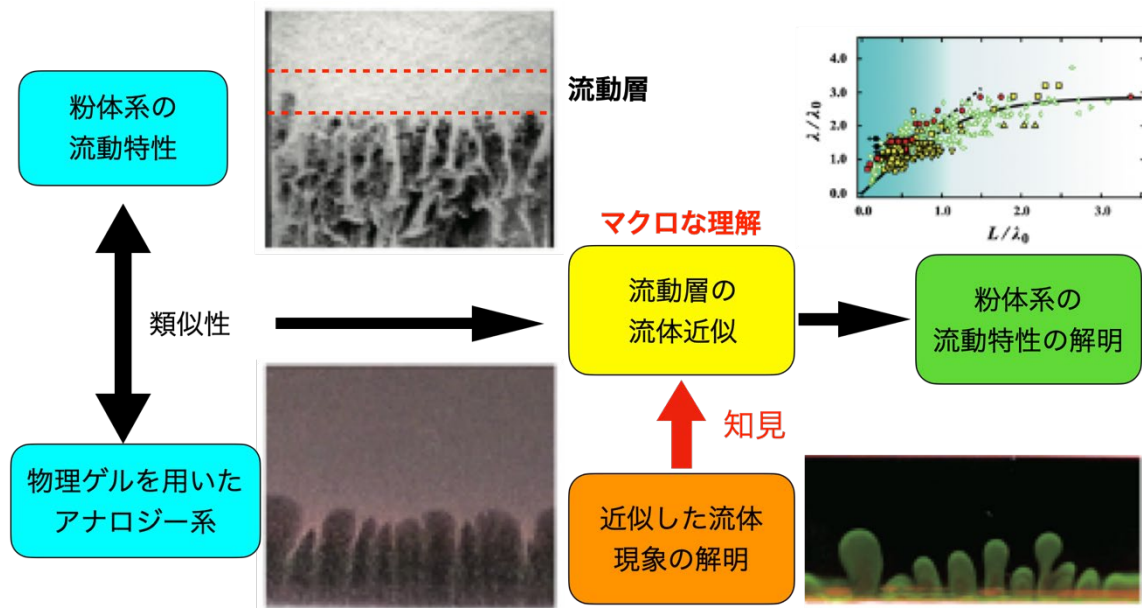 粉体系の
流動特性
流動層
類似性
物理ゲルを用いた
アナロジー系
マクロな理解
流動層の
流体近似
知見
近似した流体
現象の解明
4.0
3.0
2.0
1.0
0.0
λ/λ0
0.0
1.0
2.0
3.0
L/λ0
粉体系の
流動特性の解明